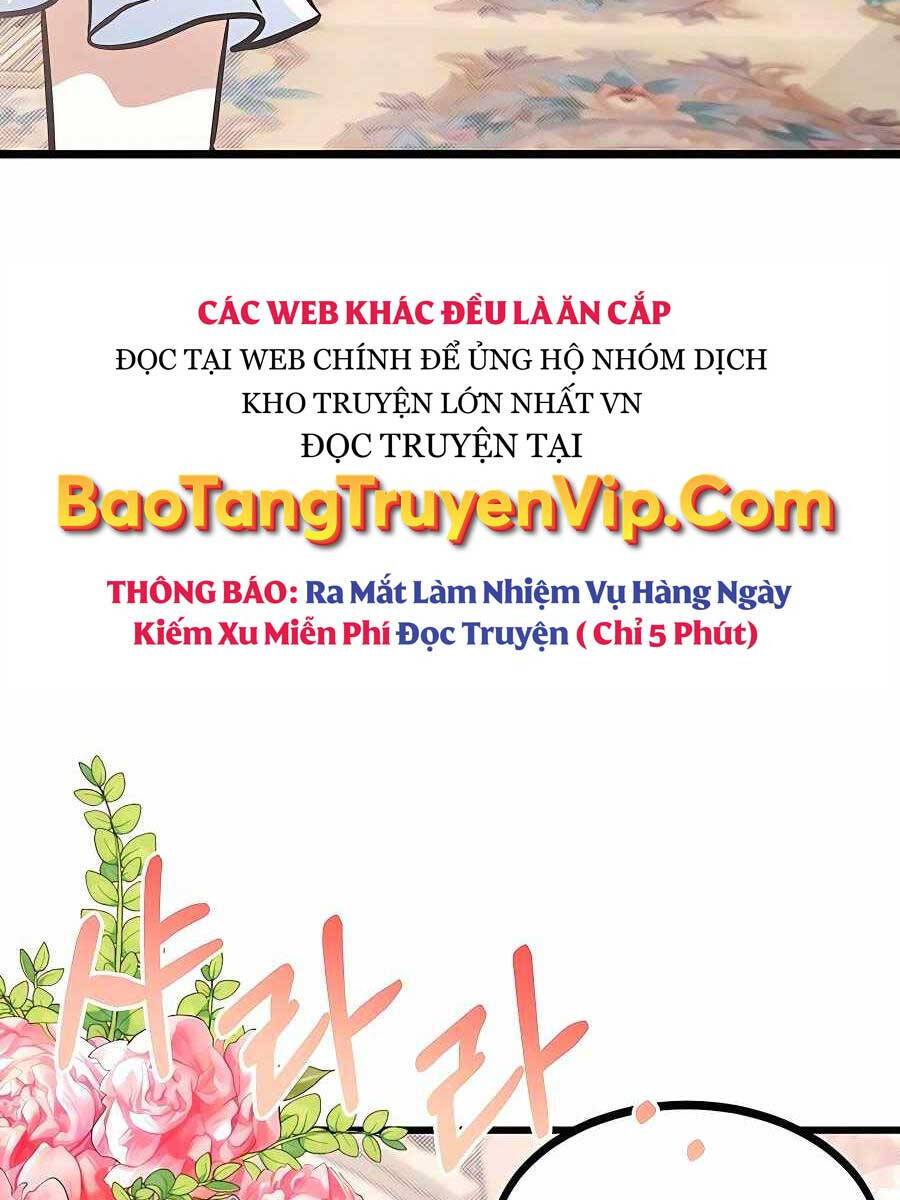 CÁC WEB KHÁC ĐỀU LÀ ĂN CẮP
ĐỌC TẠI WEB CHÍNH ĐỂ ỦNG HỘ NHÓM DỊCH
KHO TRUYỆN LỚN NHẤT VN
ĐỌC TRUYỆN TẠI
BaoTangTruyenVip.Com
THÔNG BÁO: Ra Mắt Làm Nhiệm Vụ Hàng Ngày
Kiếm Xu Miễn Phí Đọc Truyện ( Chỉ 5 Phút)
샤라라